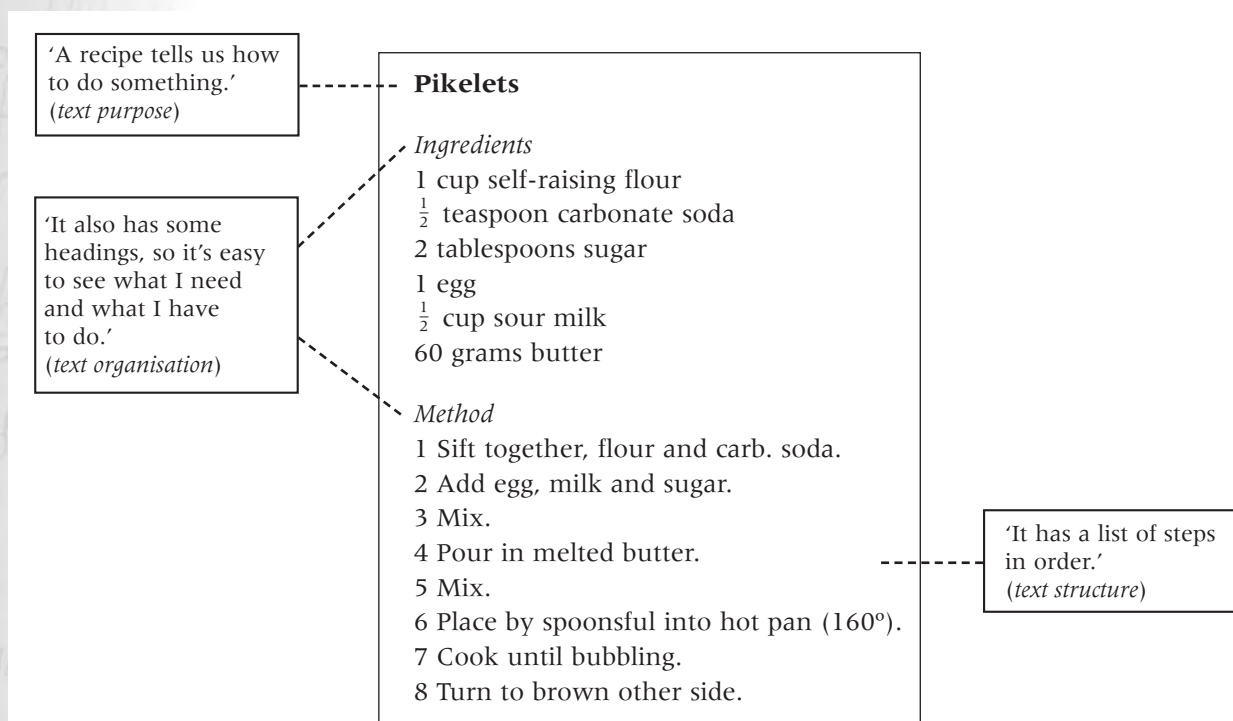 ‘A recipe tells us how
to do something.’
(text purpose)
‘It also has some
headings, so it’s easy
to see what I need
and what I have
to do.’
(text organisation)
Pikelets
Ingredients
1 cup self-raising flour
½ teaspoon carbonate soda
2 tablespoons sugar
1 egg
½ cup sour milk
60 grams butter
Method
1 Sift together, flour and carb. soda.
2 Add egg, milk and sugar.
3 Mix.
4 Pour in melted butter.
5 Mix.
6 Place by spoonsful into hot pan (160º).
7 Cook until bubbling.
8 Turn to brown other side.
‘It has a list of steps
in order.’
(text structure)